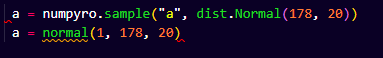 a = numpyro.sample("a", dist.Normal(178, 20))
a = normal(1, 178, 20)